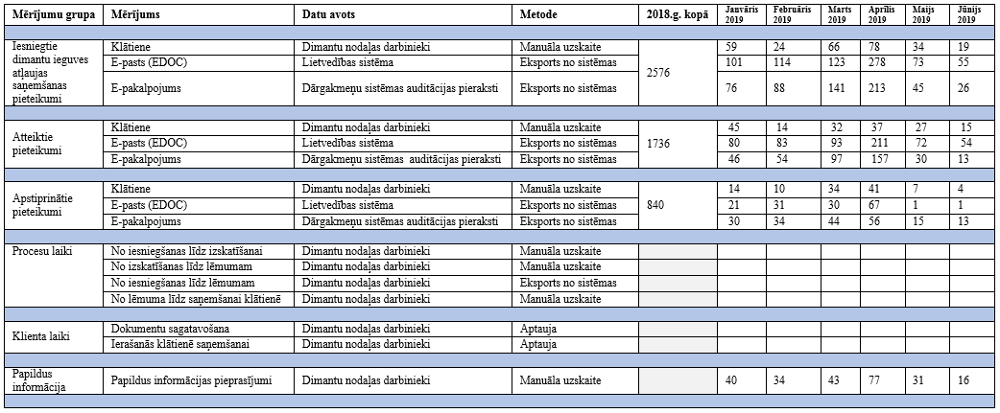 Mērījumu grupa Mērījums Datu avots Metode 2018.g. kopā Janvāris 2019 Februāris 2019 Marts 2019 Aprīlis 2019 Maijs 2019 Jūnijs 2019
Iesniegtie dimantu ieguves atļaujas saņemšanas pieteikumi
Klātiene Dimantu nodaļas darbinieki Manuāla uzskaite 2576 59 24 66 78 34 19
E-pasts (EDOC) Lietvedības sistēma Eksports no sistēmas 101 114 123 278 73 55
E-pakalpojums Dārgakmeņu sistēmas auditācijas pieraksti Eksports no sistēmas 76 88 141 213 45 26
Atteiktie pieteikumi
Klātiene Dimantu nodaļas darbinieki Manuāla uzskaite 1736 45 14 32 37 27 15
E-pasts (EDOC) Lietvedības sistēma Eksports no sistēmas 80 83 93 211 72 54
E-pakalpojums Dārgakmeņu sistēmas auditācijas pieraksti Eksports no sistēmas 46 54 97 157 30 13
Apstiprinātie pieteikumi
Klātiene Dimantu nodaļas darbinieki Manuāla uzskaite 840 14 10 34 41 7 4
E-pasts (EDOC) Lietvedības sistēma Eksports no sistēmas 21 31 30 67 1 1
E-pakalpojums Dārgakmeņu sistēmas auditācijas pieraksti Eksports no sistēmas 30 34 44 56 15 13
Procesu laiki
No iesniegšanas līdz izskatīšanai Dimantu nodaļas darbinieki Manuāla uzskaite
No izskatīšanas līdz lēmumam Dimantu nodaļas darbinieki Manuāla uzskaite
No iesniegšanas līdz lēmumam Dimantu nodaļas darbinieki Eksports no sistēmas
No lēmuma līdz saņemšanai klātienē Dimantu nodaļas darbinieki Manuāla uzskaite
Klienta laiki
Dokumentu sagatavošana Dimantu nodaļas darbinieki Aptauja
Ierašanās klātienē saņemšanai Dimantu nodaļas darbinieki Aptauja
Papildus informācija
Papildus informācijas pieprasījumi Dimantu nodaļas darbinieki Manuāla uzskaite 40 34 43 77 31 16